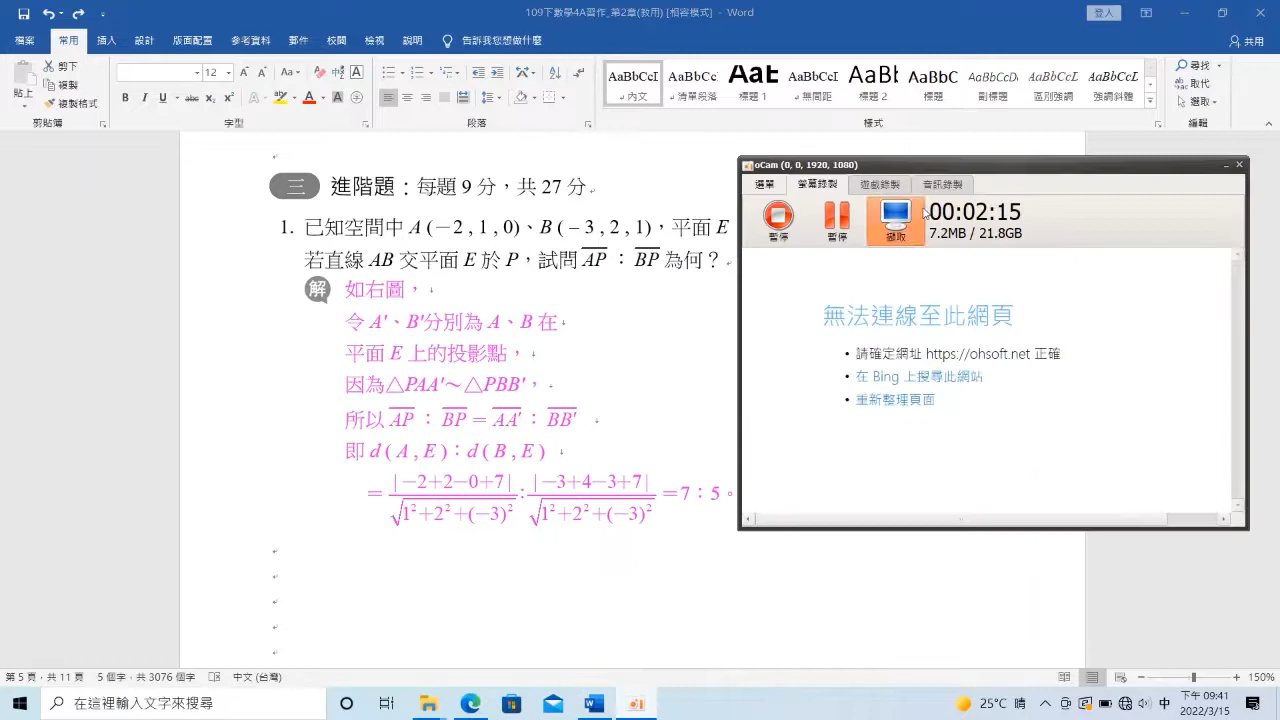 109下數學4A習作_第2章(教用) [相容模式] - Word
登入
檔案 常用 插入 設計 版面配置 參考資料 郵件 校閱 檢視 說明 告訴我您想做什麼 共用
貼上 剪下 複製 複製格式
12
AaBbCcI 內文
AaBbCc 清單段落
AaB 標題 1
AaBbCcI 無間距
AaBbC 標題 2
AaBbC 標題
AaBbCcDc 副標題
AaBbCcDc 區別強調
AaBbCcDc 強調斜體
尋找
取代
選取
剪貼簿 字型 段落 樣式 編輯
三 進階題：每題 9 分，共 27 分
1. 已知空間中 A (−2 , 1 , 0)、B ( − 3 , 2 , 1)，平面 E
若直線 AB 交平面 E 於 P，試問 AP：BP 為何？
解 如右圖，
令 A'、B'分別為 A、B 在
平面 E 上的投影點，
因為△PAA'～△PBB'，
所以 AP：BP＝AA'：BB'
即 d ( A , E )：d ( B , E )
＝|−2+2−0+7|/√1²+2²+(−3)²：|−3+4−3+7|/√1²+2²+(−3)²＝7：5。
oCam (0, 0, 1920, 1080)
選單 螢幕錄製 遊戲錄製 音訊錄製
暫停 暫停 擷取
00:02:15
7.2MB / 21.8GB
無法連線至此網頁
• 請確定網址 https://ohsoft.net 正確
• 在 Bing 上搜尋此網站
• 重新整理頁面
第 5 頁，共 11 頁 5 個字，共 3076 個字 中文 (台灣) 150%
在這裡輸入文字來搜尋
25°C 晴 中 下午 09:41
2022/3/15